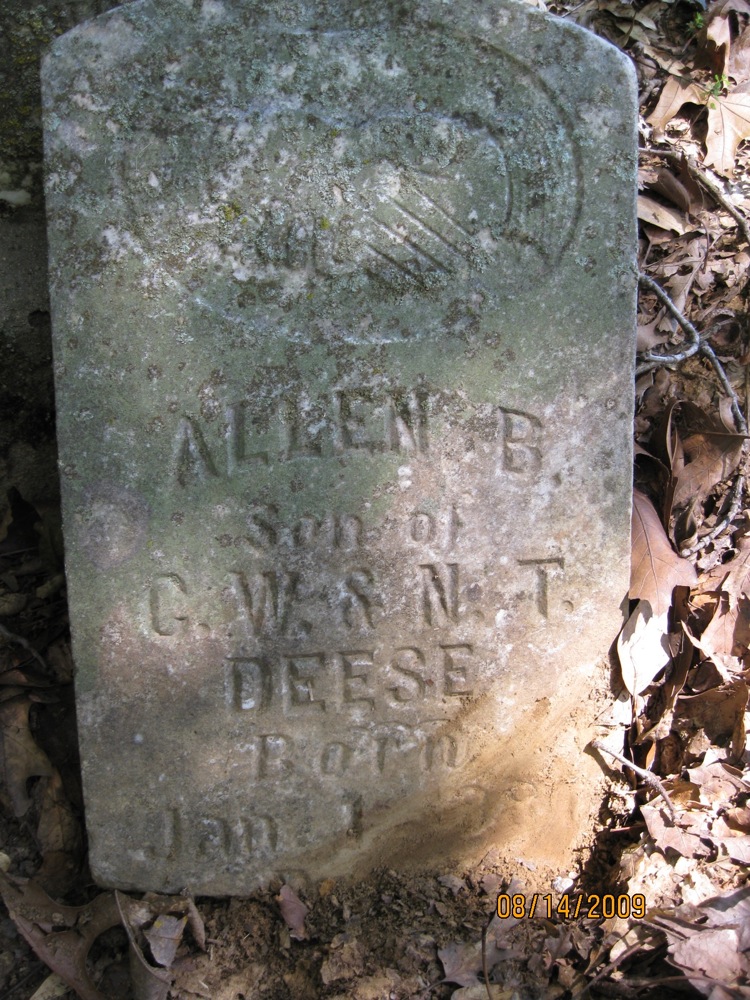 ALLEN B.
Son of
G. W. & N. T.
DEESE
Born
Jan. 1
08/14/2009